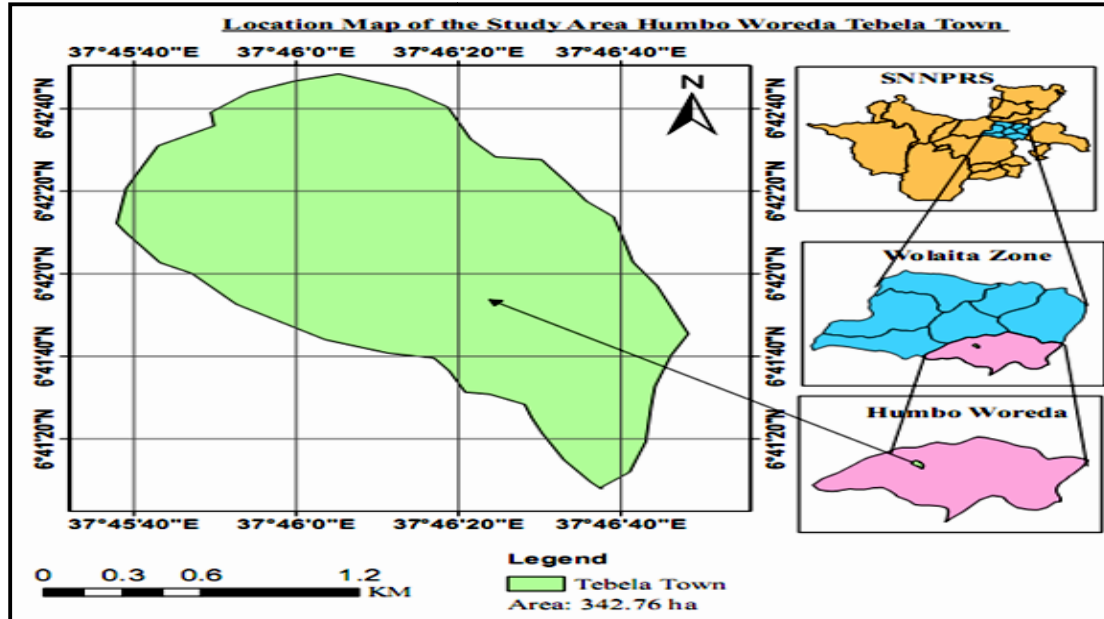 Location Map of the Study Area Humbo Woreda Tebela Town
37°45'40"E 37°46'0"E 37°46'20"E 37°46'40"E
6°42'40"N
6°42'20"N
6°42'0"N
6°41'40"N
6°41'20"N
N
6°42'40"N
6°42'20"N
6°42'0"N
6°41'40"N
6°41'20"N
37°45'40"E 37°46'0"E 37°46'20"E 37°46'40"E
SNNPRS
Wolaita Zone
Humbo Woreda
0 0.3 0.6 1.2
KM
Legend
Tebela Town
Area: 342.76 ha